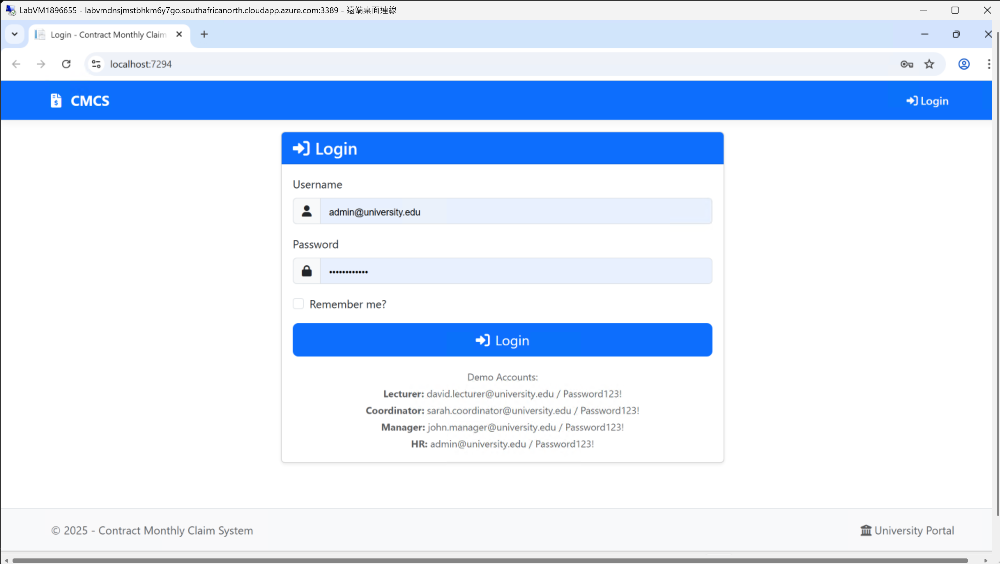 LabVM1896655 - labvmdnsjmstbhkm6y7go.southafricanorth.cloudapp.azure.com:3389 - 遠端桌面連線
Login - Contract Monthly Claim
localhost:7294
CMCS
Login
Login
Username
admin@university.edu
Password
••••••••••••
Remember me?
Login
Demo Accounts:
Lecturer: david.lecturer@university.edu / Password123!
Coordinator: sarah.coordinator@university.edu / Password123!
Manager: john.manager@university.edu / Password123!
HR: admin@university.edu / Password123!
© 2025 - Contract Monthly Claim System
University Portal